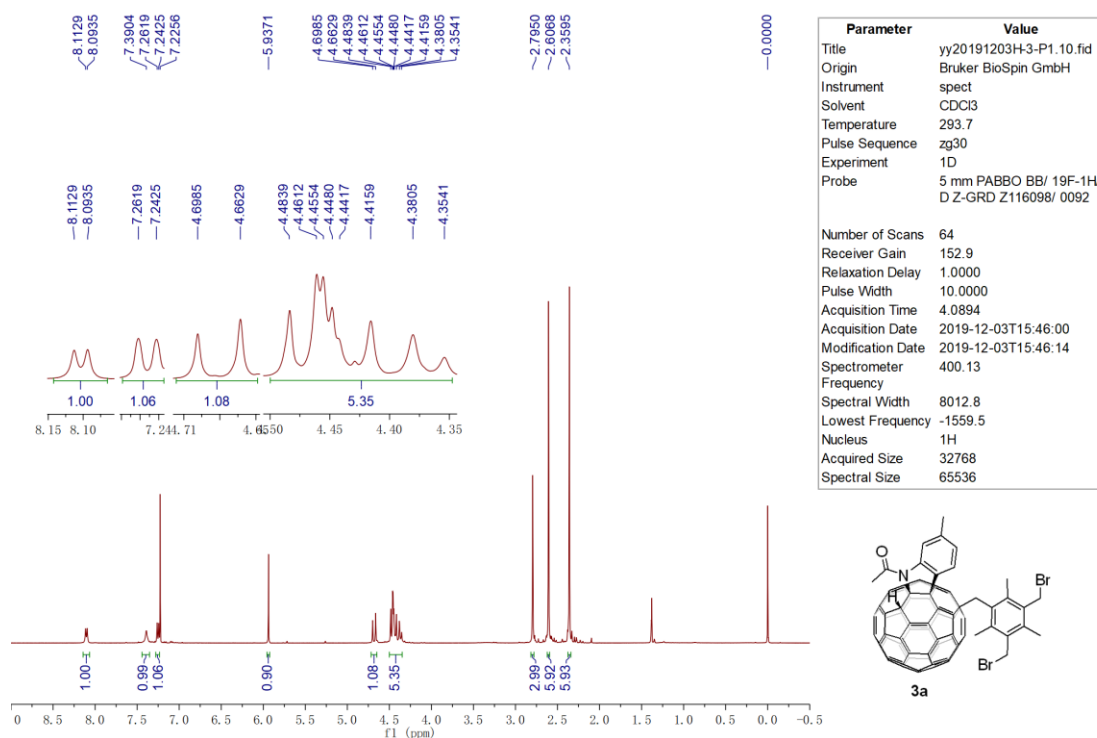 8.1129
8.0935
7.3904
7.2619
7.2425
7.2256
5.9371
4.6985
4.6629
4.4839
4.4612
4.4554
4.4480
4.4417
4.4159
4.3805
4.3541
2.7950
2.6068
2.3595
-0.0000
8.1129
8.0935
7.2619
7.2425
4.6985
4.6629
4.4839
4.4612
4.4554
4.4480
4.4417
4.4159
4.3805
4.3541
1.00
1.06
1.08
5.35
8.15 8.10
4.45
4.40
4.35
1.00
0.99
1.06
0.90
1.08
5.35
2.99
5.92
5.93
8.5 8.0 7.5 7.0 6.5 6.0 5.5 5.0 4.5 4.0 3.5 3.0 2.5 2.0 1.5 1.0 0.5 0.0 -0.5
f1 (ppm)
Parameter Value
Title yy20191203H-3-P1.10.fid
Origin Bruker BioSpin GmbH
Instrument spect
Solvent CDCl3
Temperature 293.7
Pulse Sequence zg30
Experiment 1D
Probe 5 mm PABBO BB/ 19F-1H/
D Z-GRD Z116098/ 0092
Number of Scans 64
Receiver Gain 152.9
Relaxation Delay 1.0000
Pulse Width 10.0000
Acquisition Time 4.0894
Acquisition Date 2019-12-03T15:46:00
Modification Date 2019-12-03T15:46:14
Spectrometer 400.13
Frequency
Spectral Width 8012.8
Lowest Frequency -1559.5
Nucleus 1H
Acquired Size 32768
Spectral Size 65536
O
N
H
Br
Br
3a